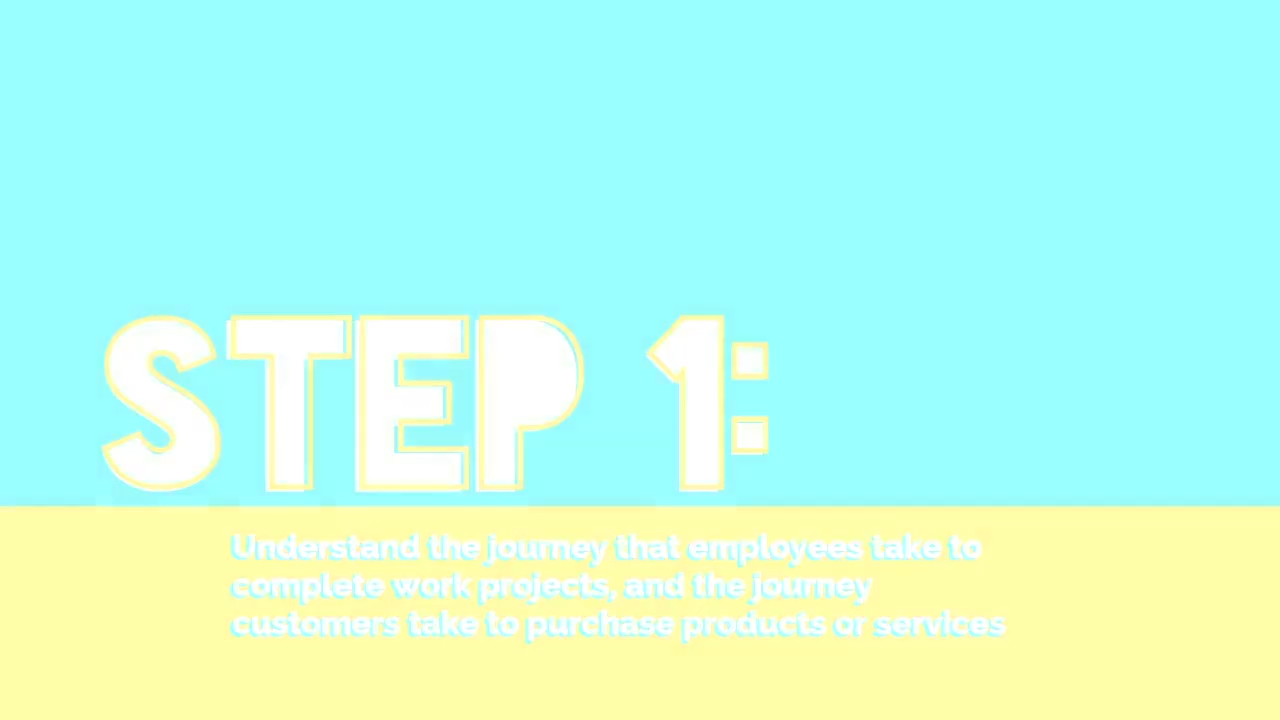 STEP 1:
Understand the journey that employees take to
complete work projects, and the journey
customers take to purchase products or services